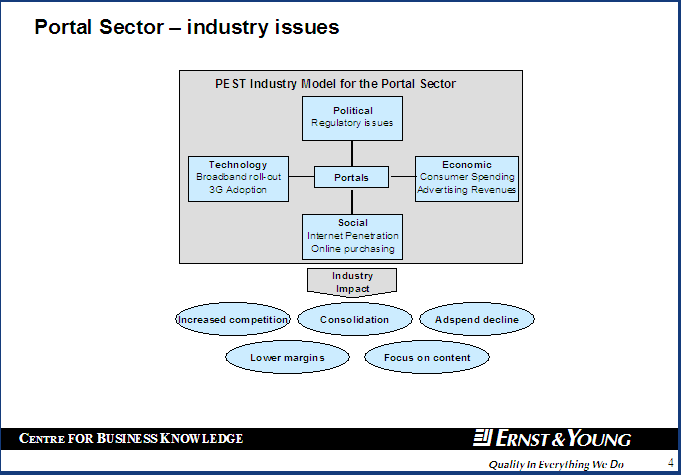 Portal Sector – industry issues
PEST Industry Model for the Portal Sector
Political
Regulatory issues
Technology
Broadband roll-out
3G Adoption
Portals
Economic
Consumer Spending
Advertising Revenues
Social
Internet Penetration
Online purchasing
Industry
Impact
Increased competition
Consolidation
Adspend decline
Lower margins
Focus on content
CENTRE FOR BUSINESS KNOWLEDGE
ERNST & YOUNG
Quality In Everything We Do
4